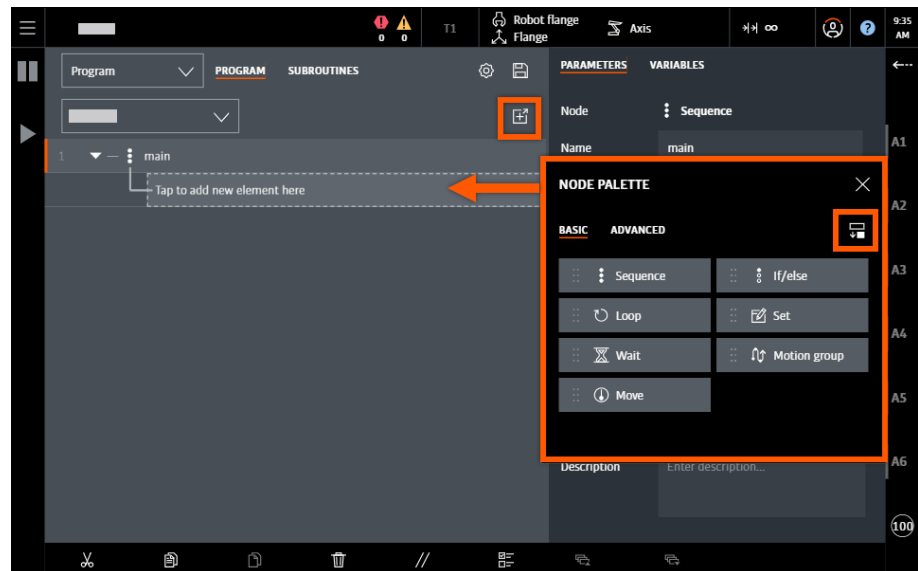 Robot flange
T1
Axis
Flange
0 0
∞
?
9:35
AM
Program
PROGRAM SUBROUTINES
PARAMETERS VARIABLES
Node Sequence
Name main
1 main
Tap to add new element here
NODE PALETTE
BASIC ADVANCED
Sequence If/else
Loop Set
Wait Motion group
Move
Description Enter description...
A1
A2
A3
A4
A5
A6
100